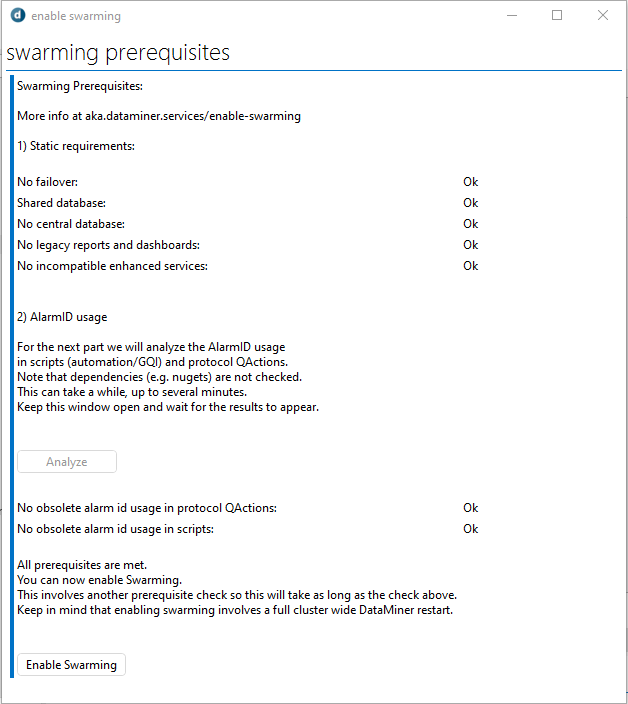 enable swarming
swarming prerequisites
Swarming Prerequisites:
More info at aka.dataminer.services/enable-swarming
1) Static requirements:
No failover: Ok
Shared database: Ok
No central database: Ok
No legacy reports and dashboards: Ok
No incompatible enhanced services: Ok
2) AlarmID usage
For the next part we will analyze the AlarmID usage
in scripts (automation/GQI) and protocol QActions.
Note that dependencies (e.g. nugets) are not checked.
This can take a while, up to several minutes.
Keep this window open and wait for the results to appear.
Analyze
No obsolete alarm id usage in protocol QActions: Ok
No obsolete alarm id usage in scripts: Ok
All prerequisites are met.
You can now enable Swarming.
This involves another prerequisite check so this will take as long as the check above.
Keep in mind that enabling swarming involves a full cluster wide DataMiner restart.
Enable Swarming